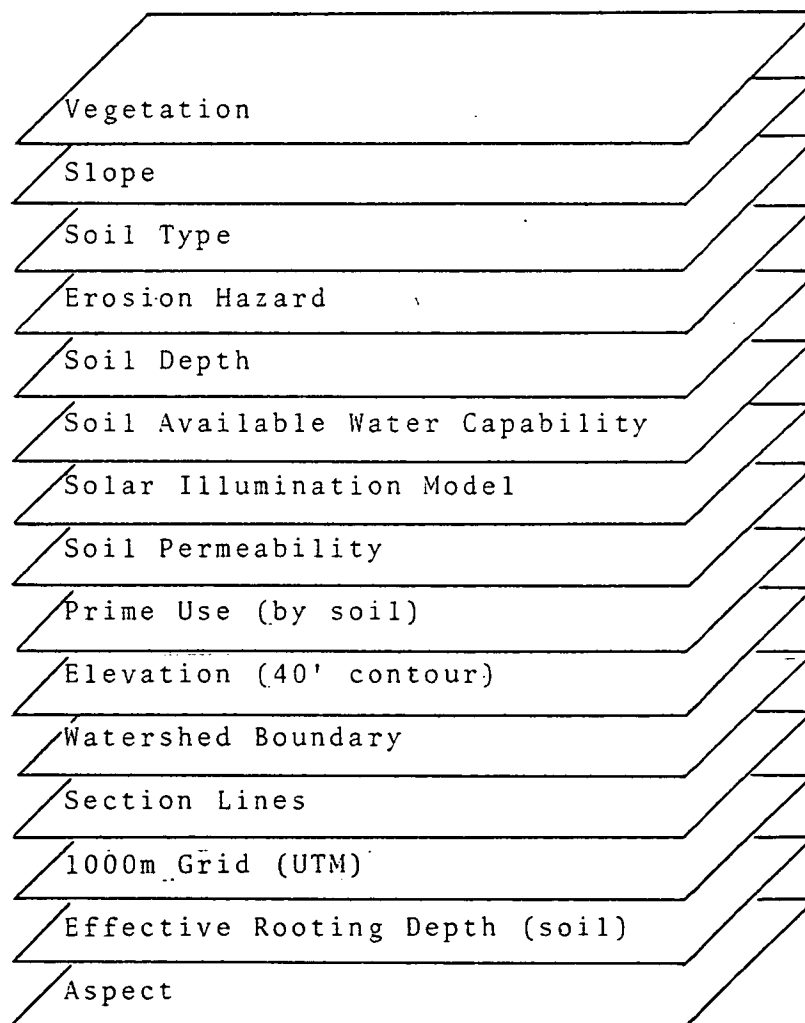 Vegetation
Slope
Soil Type
Erosion Hazard
Soil Depth
Soil Available Water Capability
Solar Illumination Model
Soil Permeability
Prime Use (by soil)
Elevation (40' contour)
Watershed Boundary
Section Lines
1000m Grid (UTM)
Effective Rooting Depth (soil)
Aspect